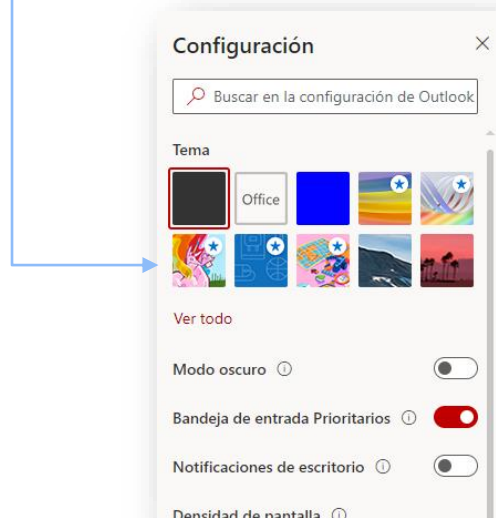 Configuración
Buscar en la configuración de Outlook
Tema
Office
Ver todo
Modo oscuro
Bandeja de entrada Prioritarios
Notificaciones de escritorio
Densidad de pantalla